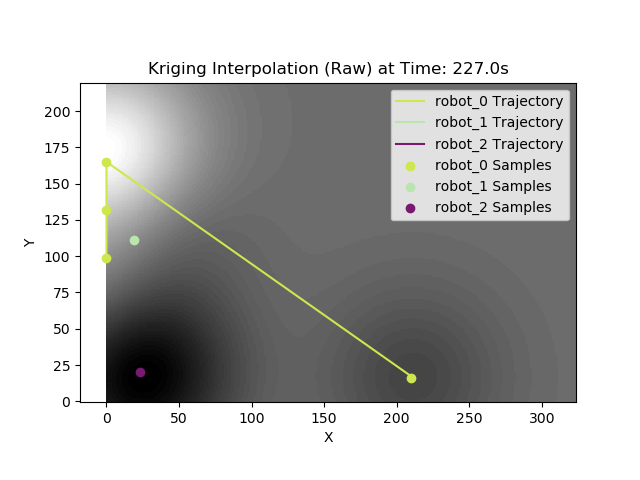 Kriging Interpolation (Raw) at Time: 227.0s
robot_0 Trajectory
robot_1 Trajectory
robot_2 Trajectory
robot_0 Samples
robot_1 Samples
robot_2 Samples
200
175
150
125
100
75
50
25
0
Y
0 50 100 150 200 250 300
X